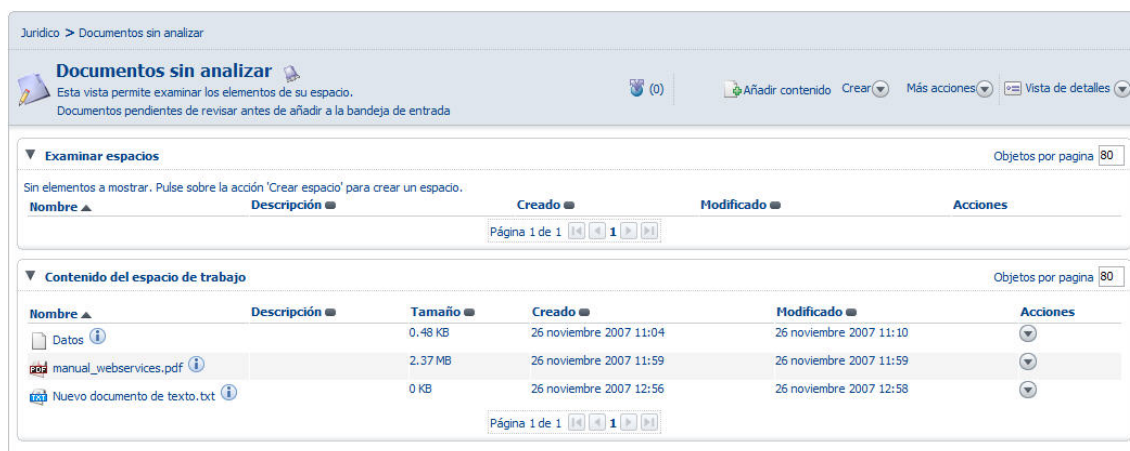 Juridico > Documentos sin analizar
Documentos sin analizar
Esta vista permite examinar los elementos de su espacio.
Documentos pendientes de revisar antes de añadir a la bandeja de entrada
(0)
Añadir contenido Crear Más acciones Vista de detalles
Examinar espacios Objetos por pagina 80
Sin elementos a mostrar. Pulse sobre la acción 'Crear espacio' para crear un espacio.
Nombre Descripción Creado Modificado Acciones
Página 1 de 1 1
Contenido del espacio de trabajo Objetos por pagina 80
Nombre Descripción Tamaño Creado Modificado Acciones
Datos 0.48 KB 26 noviembre 2007 11:04 26 noviembre 2007 11:10
PDF manual_webservices.pdf 2.37 MB 26 noviembre 2007 11:59 26 noviembre 2007 11:59
TXT Nuevo documento de texto.txt 0 KB 26 noviembre 2007 12:56 26 noviembre 2007 12:58
Página 1 de 1 1